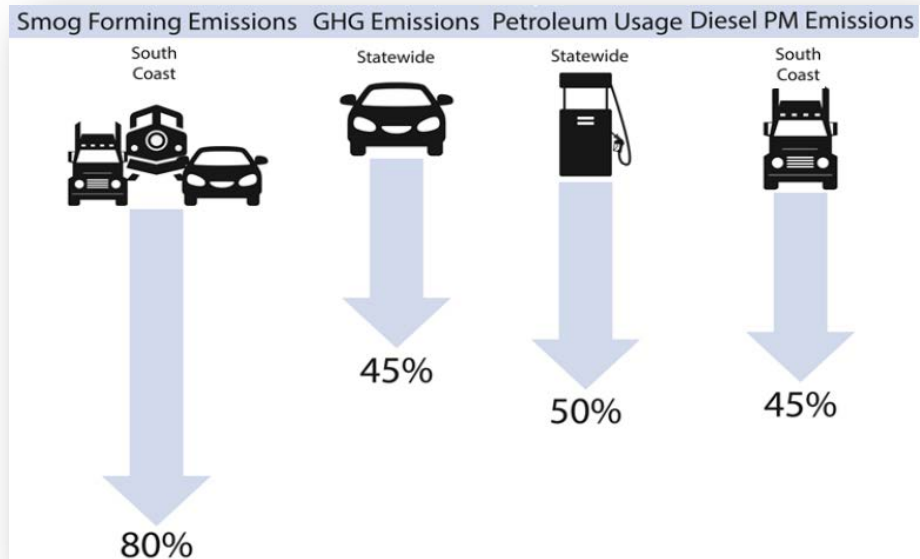 Smog Forming Emissions GHG Emissions Petroleum Usage Diesel PM Emissions
South
Coast
Statewide
Statewide
South
Coast
45%
50%
45%
80%